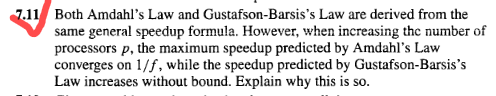 7.11 Both Amdahl's Law and Gustafson-Barsis's Law are derived from the
same general speedup formula. However, when increasing the number of
processors p, the maximum speedup predicted by Amdahl's Law
converges on 1/f, while the speedup predicted by Gustafson-Barsis's
Law increases without bound. Explain why this is so.